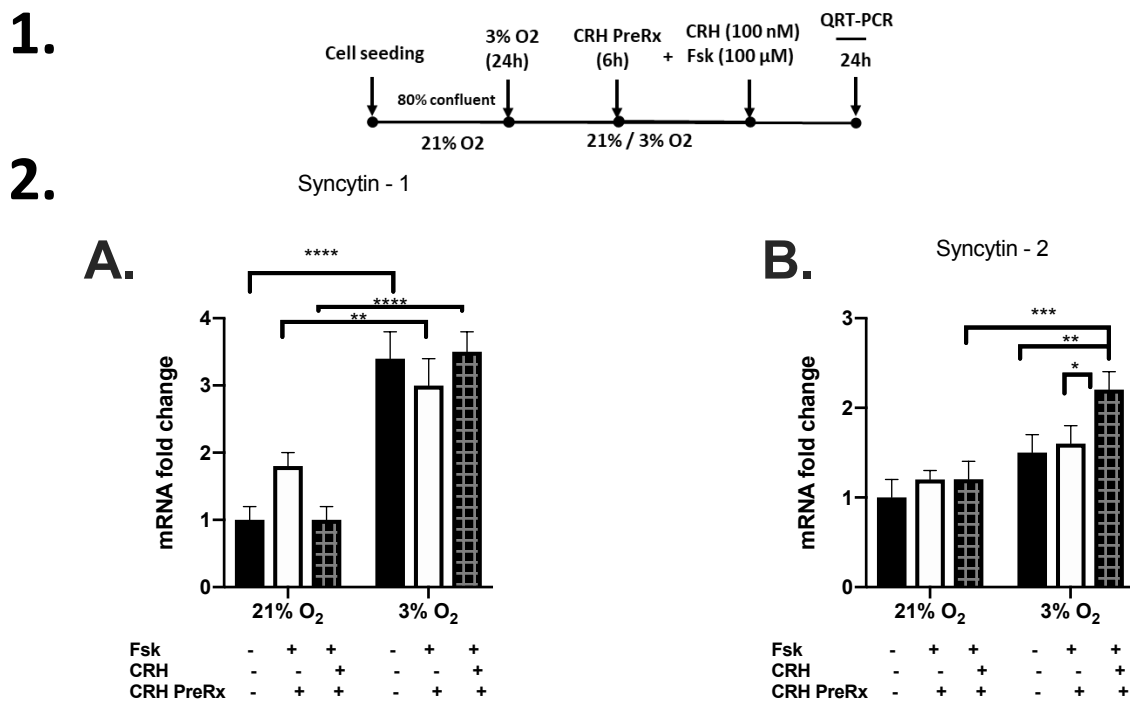 1.
Cell seeding
3% O2
(24h)
CRH PreRx
(6h)
+
CRH (100 nM)
Fsk (100 µM)
QRT-PCR
24h
80% confluent
21% O2
21% / 3% O2
2.
Syncytin - 1
A.
****
****
**
mRNA fold change
4
3
2
1
0
21% O₂
3% O₂
Fsk - + + - + +
CRH - - + - - +
CRH PreRx - + + - + +
B.
Syncytin - 2
***
**
*
mRNA fold change
3
2
1
0
21% O₂
3% O₂
Fsk - + + - + +
CRH - - + - - +
CRH PreRx - + + - + +